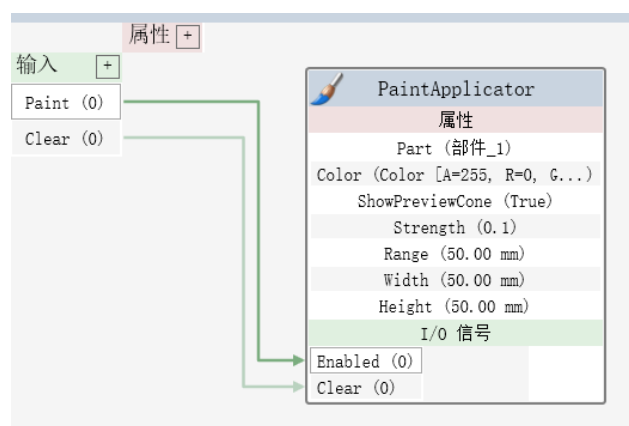 属性 +
输入 +
Paint (0)
Clear (0)
PaintApplicator
属性
Part (部件_1)
Color (Color [A=255, R=0, G...)
ShowPreviewCone (True)
Strength (0.1)
Range (50.00 mm)
Width (50.00 mm)
Height (50.00 mm)
I/O 信号
Enabled (0)
Clear (0)